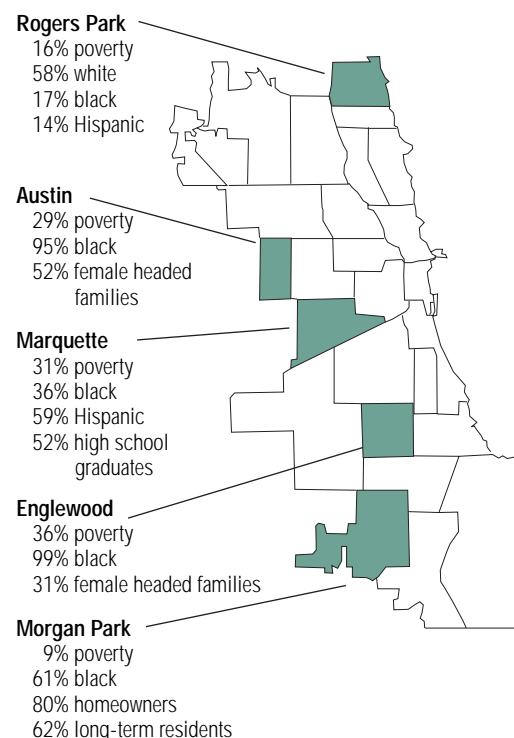 Rogers Park
16% poverty
58% white
17% black
14% Hispanic
Austin
29% poverty
95% black
52% female headed
families
Marquette
31% poverty
36% black
59% Hispanic
52% high school
graduates
Englewood
36% poverty
99% black
31% female headed families
Morgan Park
9% poverty
61% black
80% homeowners
62% long-term residents